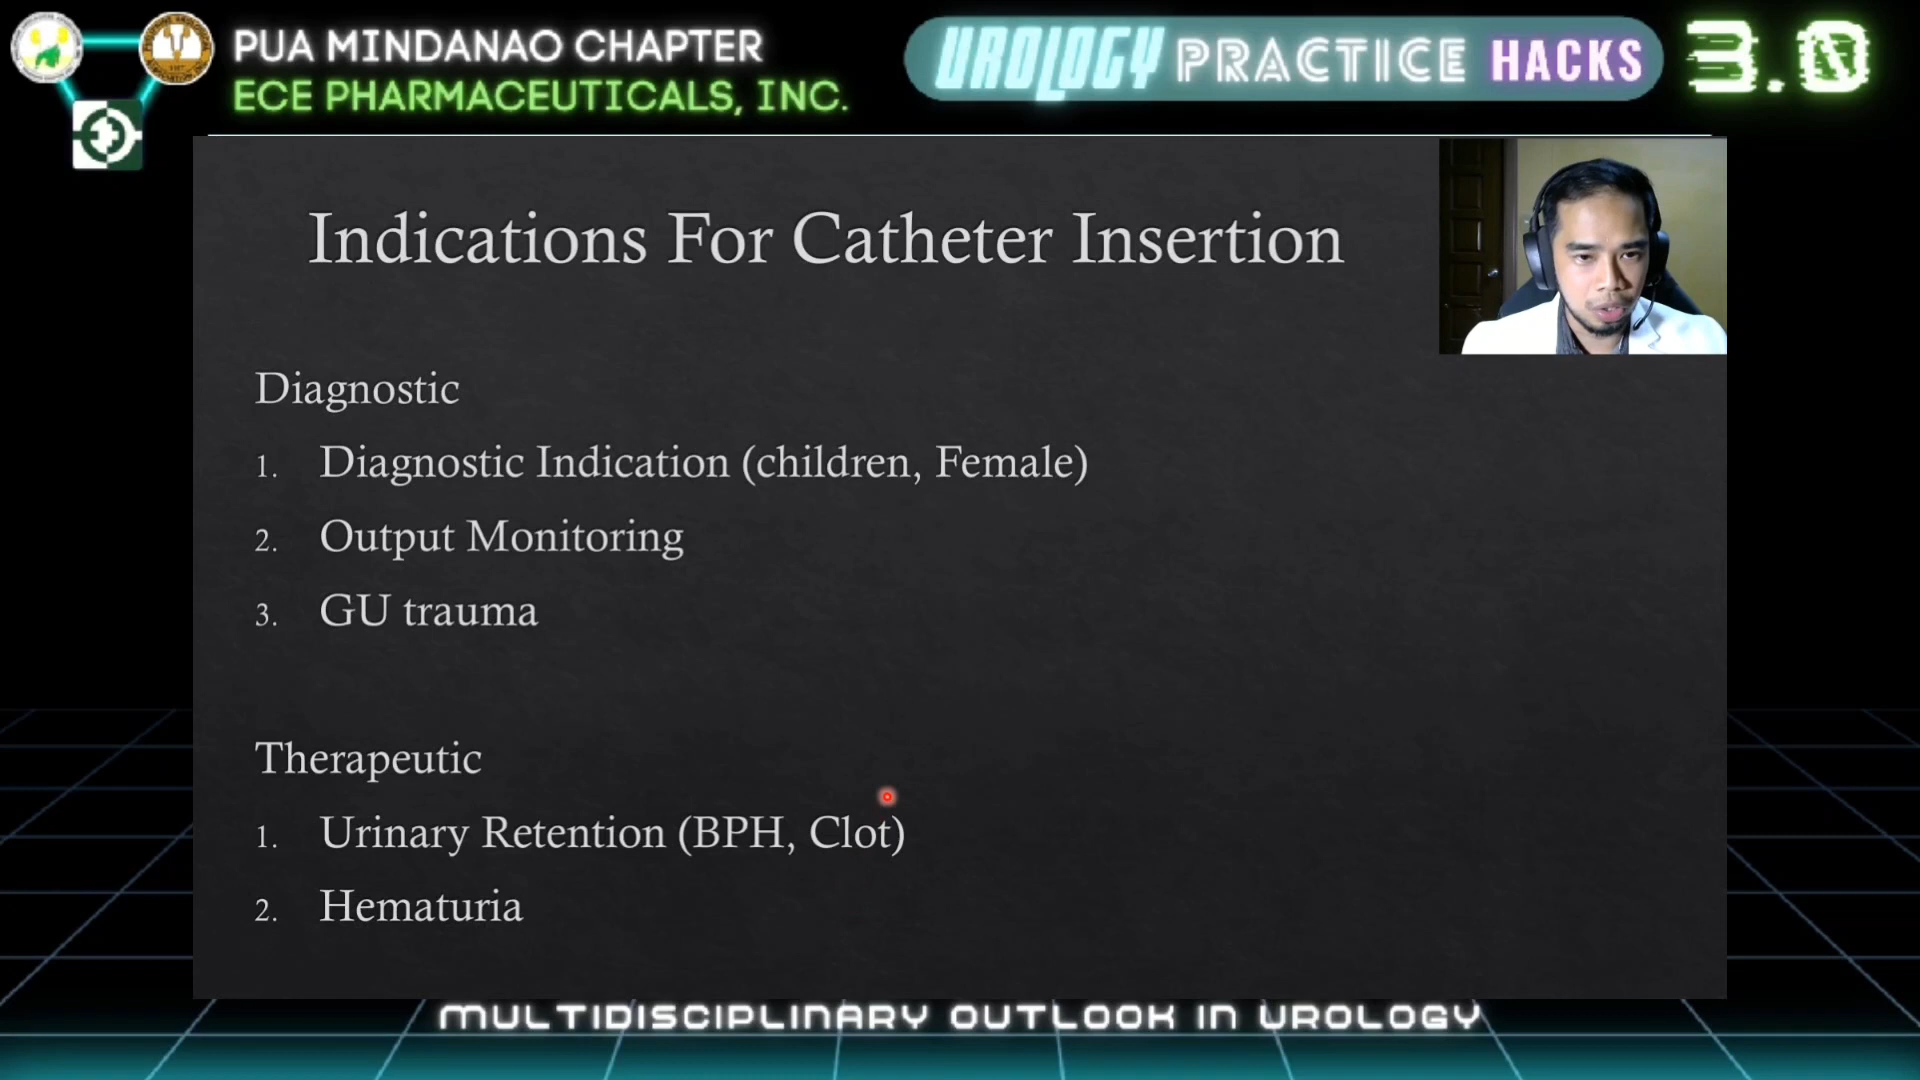 PUA MINDANAO CHAPTER
ECE PHARMACEUTICALS, INC.
UROLOGY PRACTICE HACKS 3.0
Indications For Catheter Insertion
Diagnostic
1. Diagnostic Indication (children, Female)
2. Output Monitoring
3. GU trauma
Therapeutic
1. Urinary Retention (BPH, Clot)
2. Hematuria
MULTIDISCIPLINARY OUTLOOK IN UROLOGY